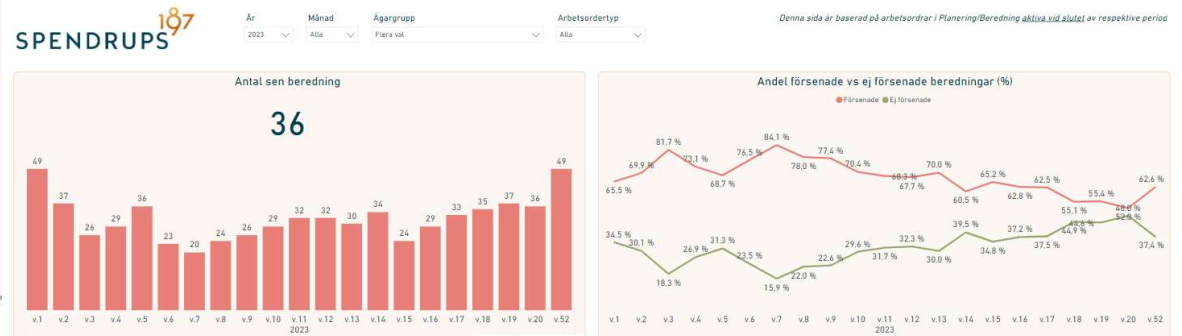 SPENDRUPS
187
År
Månad
Ägargrupp
Arbetsordertyp
2023
Alla
Flera val
Alla
Denna sida är baserad på arbetsordrar i Planering/Beredning aktiva vid slutet av respektive period
Antal sen beredning
36
49 37 26 29 36 23 20 24 26 29 32 32 30 34 24 29 33 35 37 36 49
v.1 v.2 v.3 v.4 v.5 v.6 v.7 v.8 v.9 v.10 v.11 v.12 v.13 v.14 v.15 v.16 v.17 v.18 v.19 v.20 v.52
2023
Andel försenade vs ej försenade beredningar (%)
Försenade Ej försenade
65,5 % 69,9 % 81,7 % 73,1 % 68,7 % 76,5 % 84,1 % 78,0 % 77,4 % 70,4 % 68,3 % 67,7 % 70,0 % 60,5 % 65,2 % 62,8 % 62,5 % 55,1 % 55,4 % 48,0 % 62,6 %
34,5 % 30,1 % 18,3 % 26,9 % 31,3 % 23,5 % 15,9 % 22,0 % 22,6 % 29,6 % 31,7 % 32,3 % 30,0 % 39,5 % 34,8 % 37,2 % 37,5 % 44,9 % 44,6 % 52,0 % 37,4 %
v.1 v.2 v.3 v.4 v.5 v.6 v.7 v.8 v.9 v.10 v.11 v.12 v.13 v.14 v.15 v.16 v.17 v.18 v.19 v.20 v.52
2023